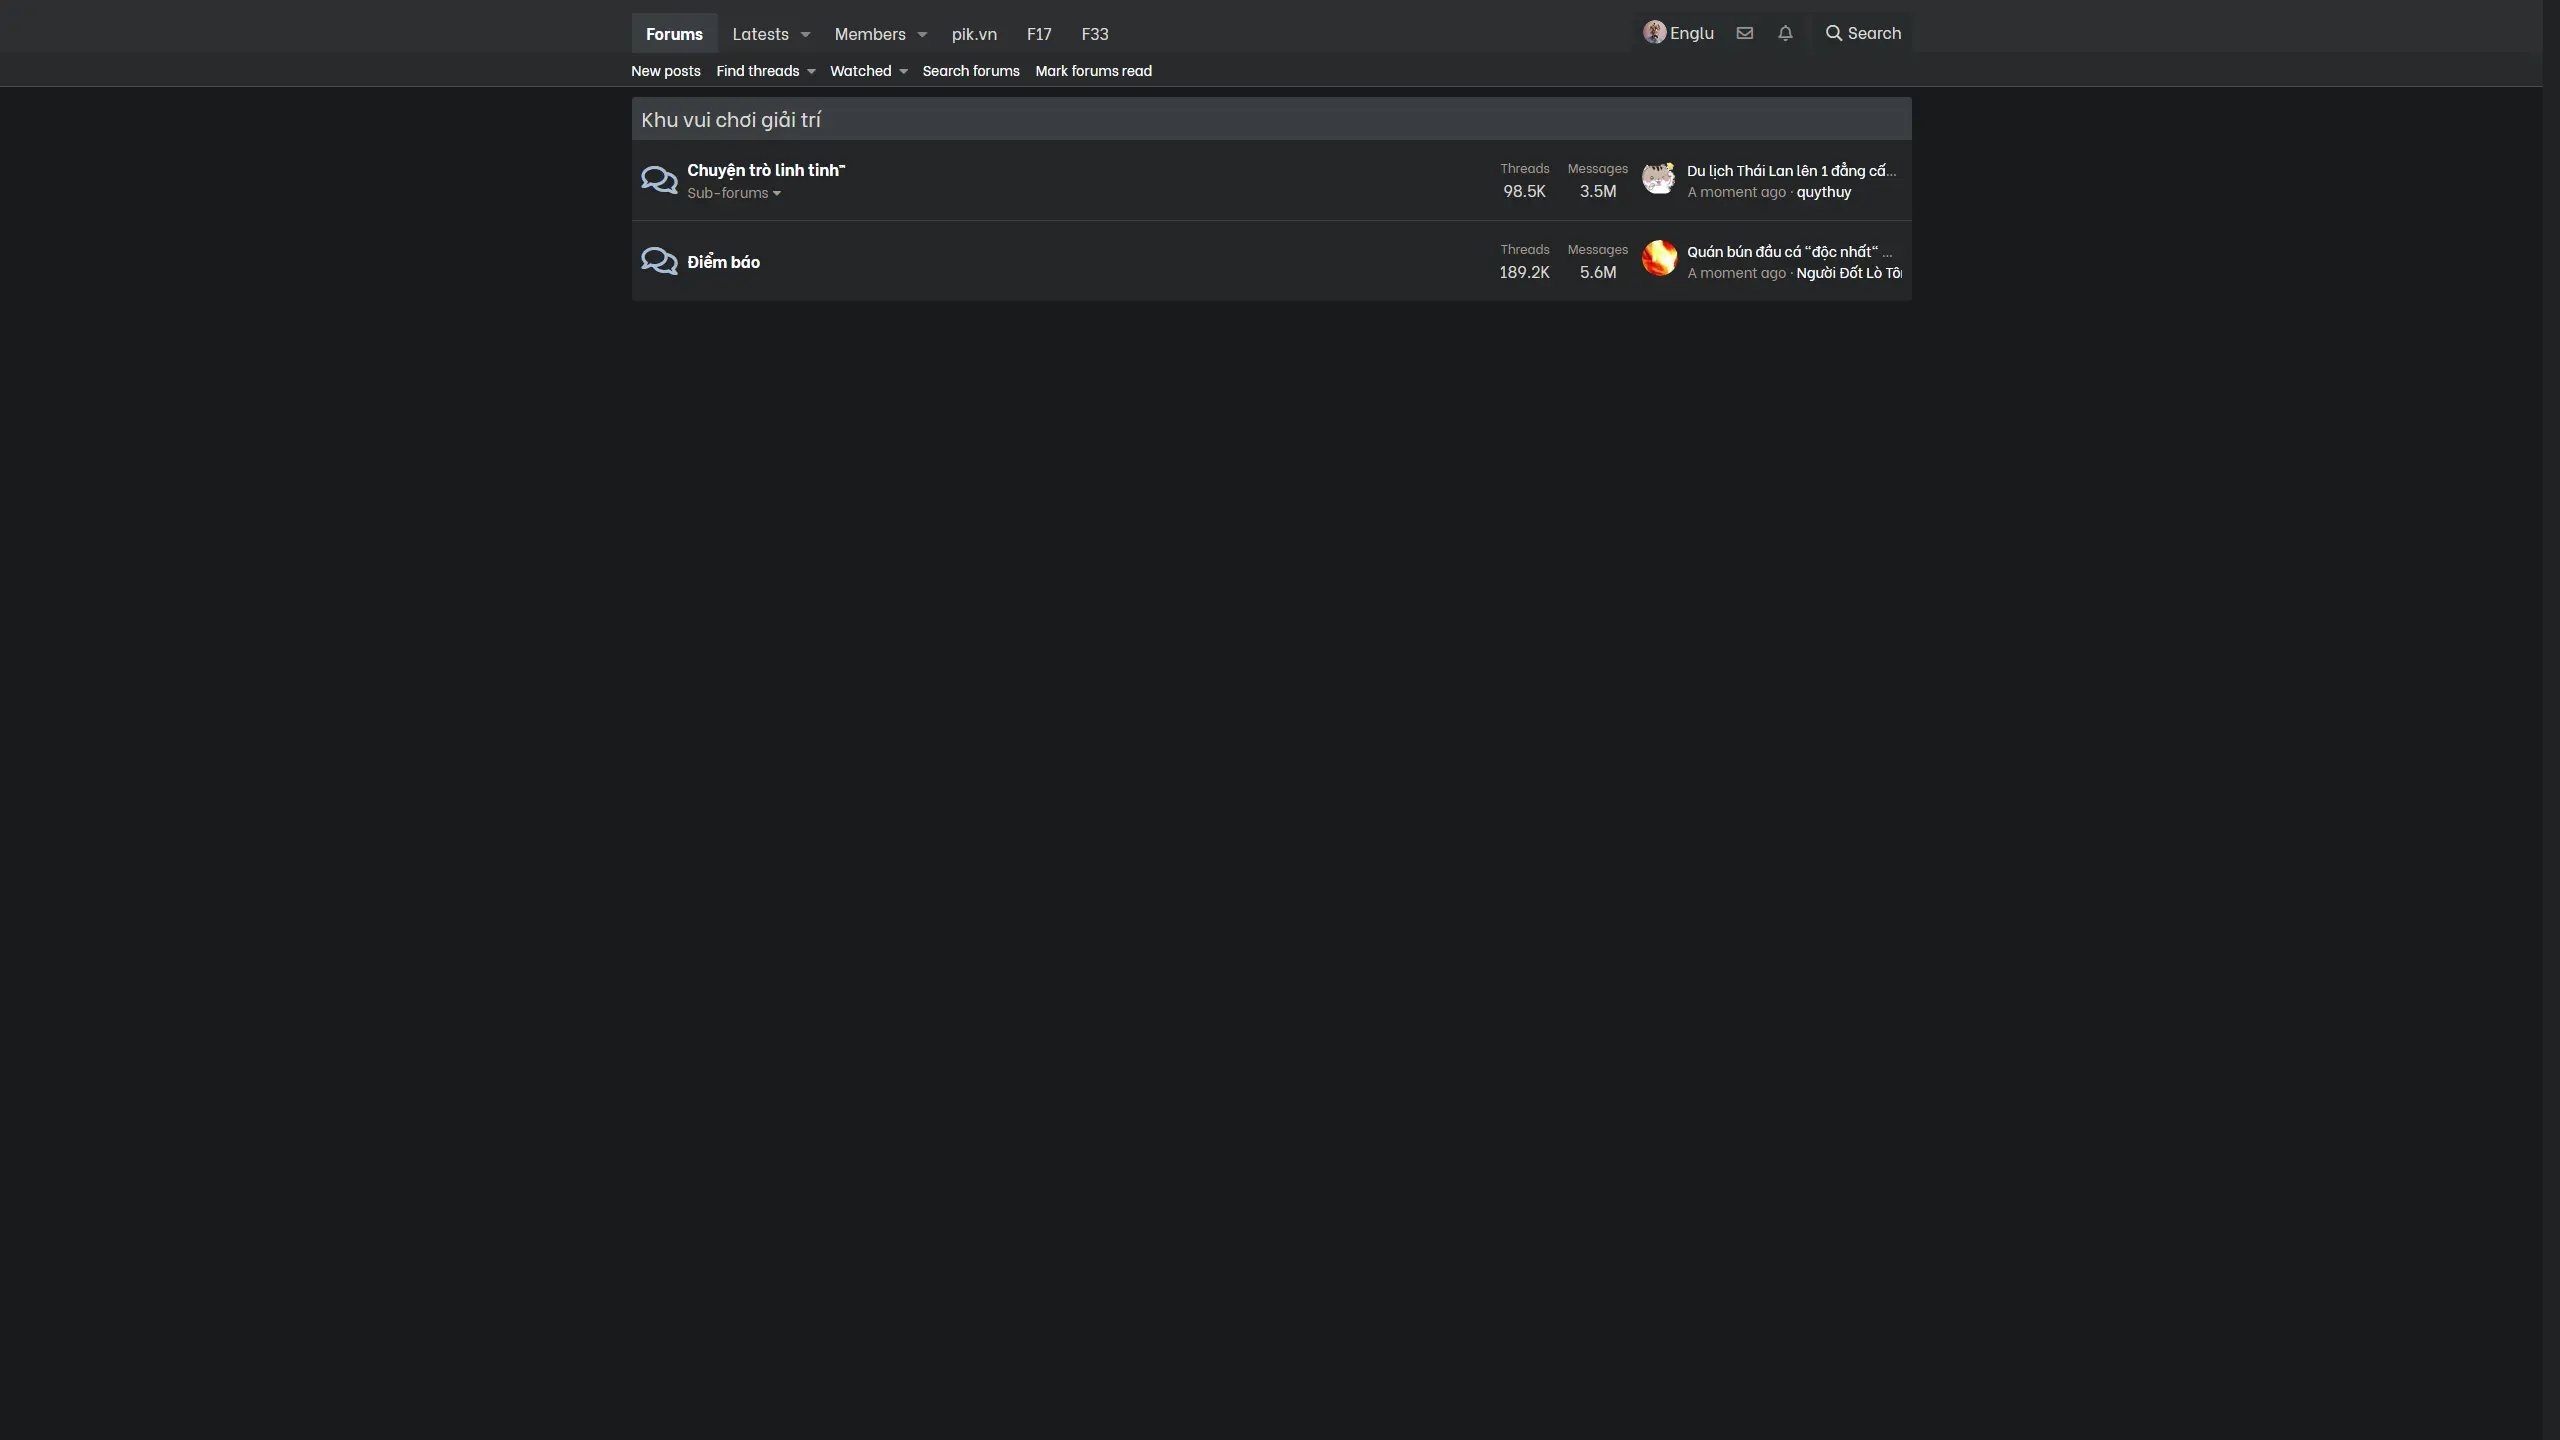 Forums Latests Members pik.vn F17 F33 Englu Search
New posts Find threads Watched Search forums Mark forums read
Khu vui chơi giải trí
Chuyện trò linh tinh™ Threads Messages Du lịch Thái Lan lên 1 đẳng cấ...
Sub-forums 98.5K 3.5M A moment ago · quythuy
Điểm báo Threads Messages Quán bún đầu cá “độc nhất“ ...
189.2K 5.6M A moment ago · Người Đốt Lò